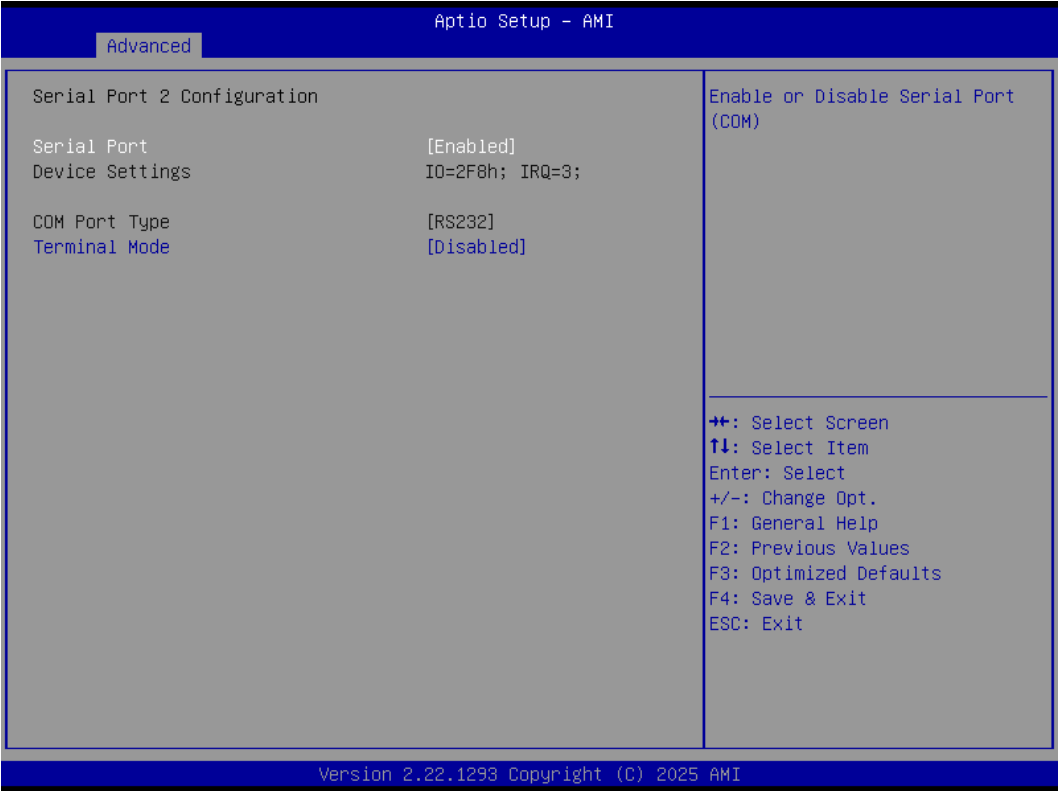 Aptio Setup – AMI
Advanced
Serial Port 2 Configuration
Serial Port [Enabled]
Device Settings IO=2F8h; IRQ=3;
COM Port Type [RS232]
Terminal Mode [Disabled]
Enable or Disable Serial Port
(COM)
→←: Select Screen
↑↓: Select Item
Enter: Select
+/-: Change Opt.
F1: General Help
F2: Previous Values
F3: Optimized Defaults
F4: Save & Exit
ESC: Exit
Version 2.22.1293 Copyright (C) 2025 AMI